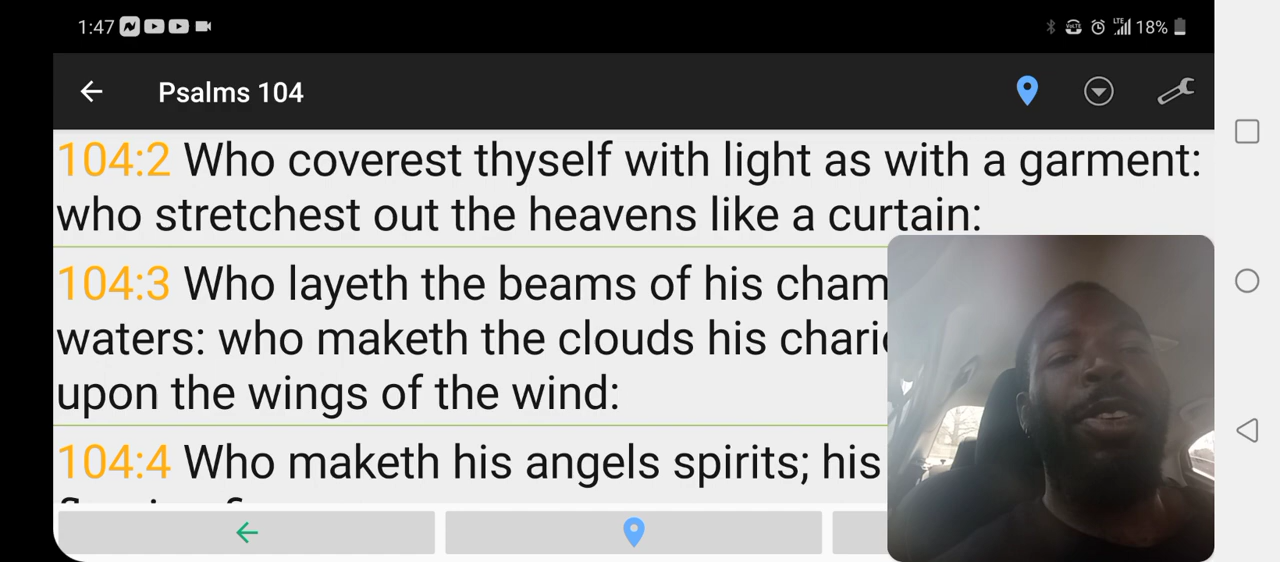 1:47 LTE 18%
Psalms 104
104:2 Who coverest thyself with light as with a garment:
who stretchest out the heavens like a curtain:
104:3 Who layeth the beams of his cham
waters: who maketh the clouds his chari
upon the wings of the wind:
104:4 Who maketh his angels spirits; his